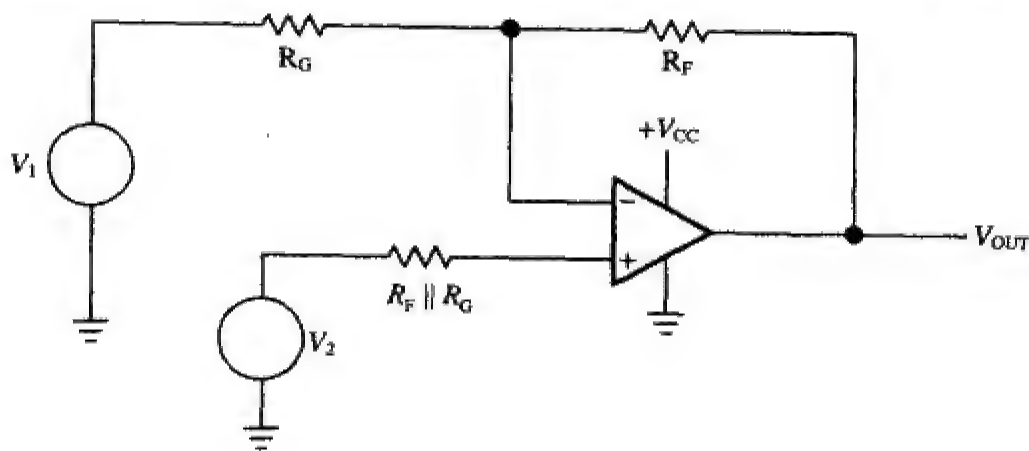 R_G
R_F
+V_CC
V_1
−
V_OUT
+
R_F || R_G
V_2